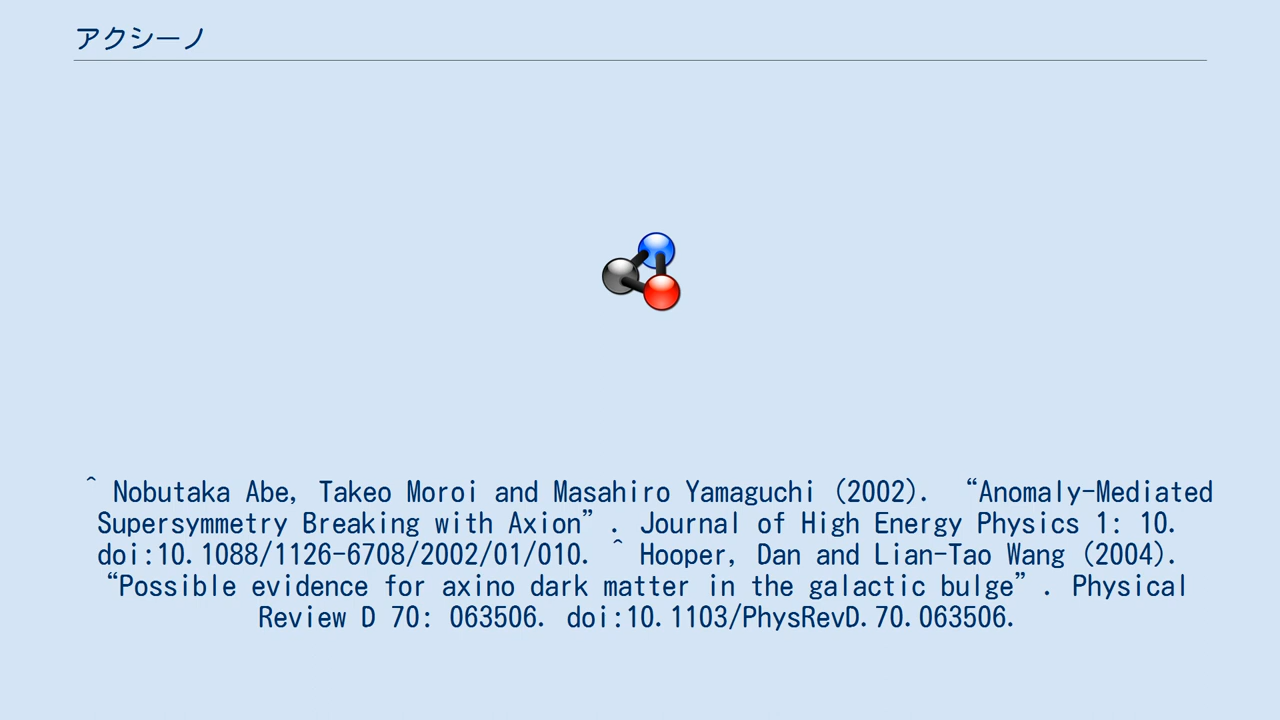 アクシーノ
^ Nobutaka Abe, Takeo Moroi and Masahiro Yamaguchi (2002). “Anomaly-Mediated
Supersymmetry Breaking with Axion”. Journal of High Energy Physics 1: 10.
doi:10.1088/1126-6708/2002/01/010. ^ Hooper, Dan and Lian-Tao Wang (2004).
“Possible evidence for axino dark matter in the galactic bulge”. Physical
Review D 70: 063506. doi:10.1103/PhysRevD.70.063506.